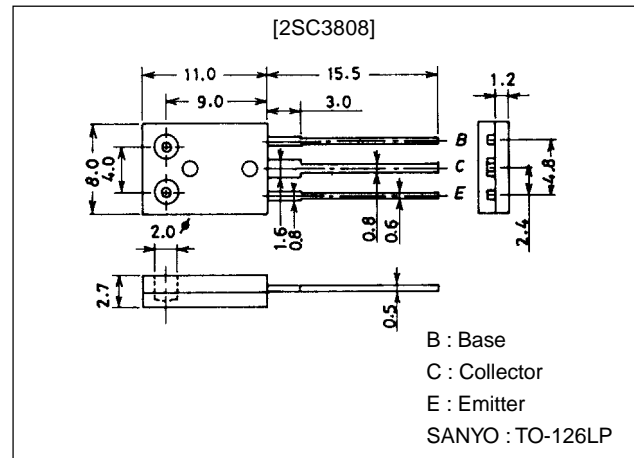 [2SC3808]
11.0
15.5
1.2
9.0
3.0
B
8.0
4.0
C
4.8
E
2.4
1.6
0.8
0.8
0.6
2.0 ϕ
2.7
0.5
B : Base
C : Collector
E : Emitter
SANYO : TO-126LP